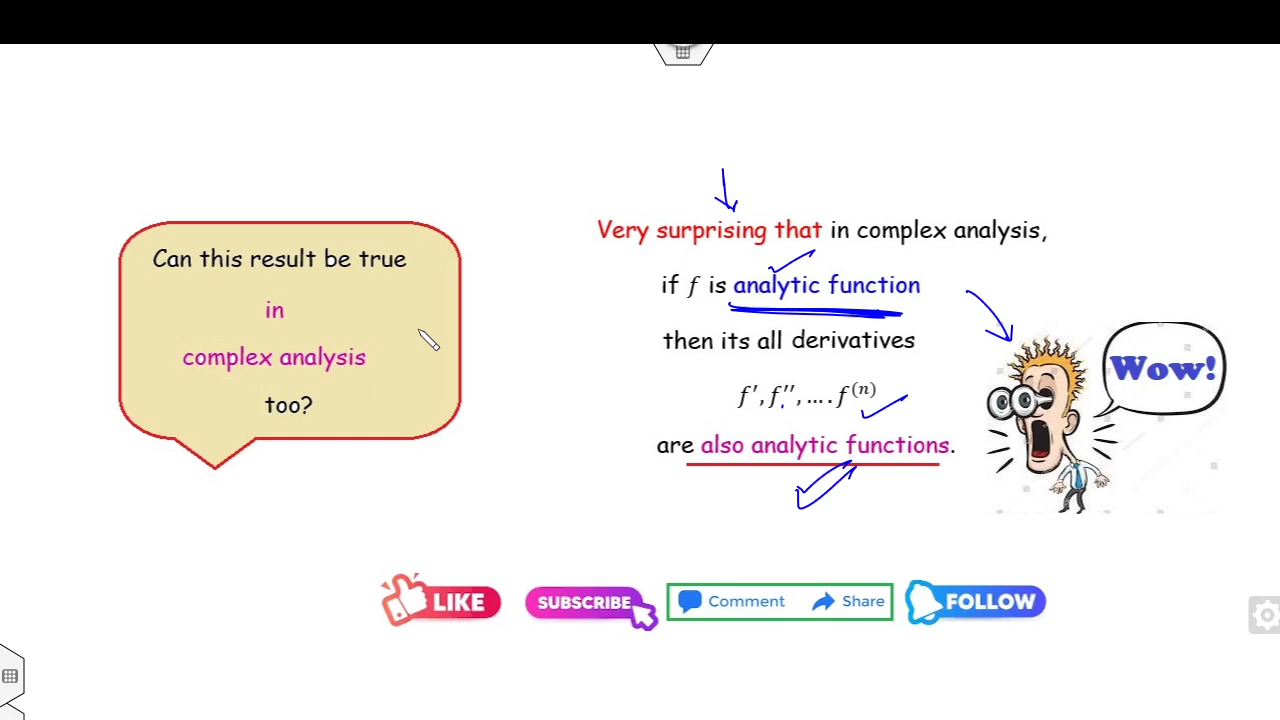 Can this result be true
in
complex analysis
too?
Very surprising that in complex analysis,
if f is analytic function
then its all derivatives
f′, f′′, ... . f⁽ⁿ⁾
are also analytic functions.
Wow!
LIKE
SUBSCRIBE
Comment Share
FOLLOW